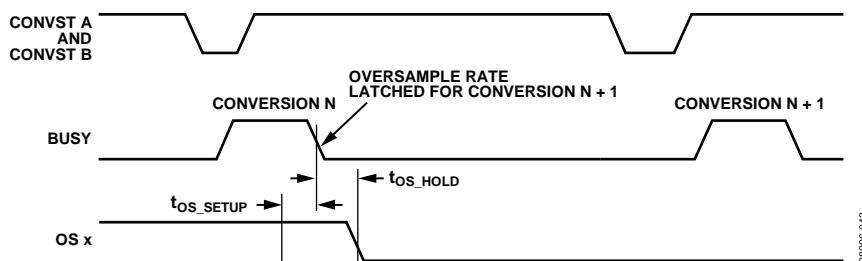 CONVST A
AND
CONVST B
OVERSAMPLE RATE
LATCHED FOR CONVERSION N + 1
CONVERSION N
CONVERSION N + 1
BUSY
tOS_HOLD
tOS_SETUP
OS x